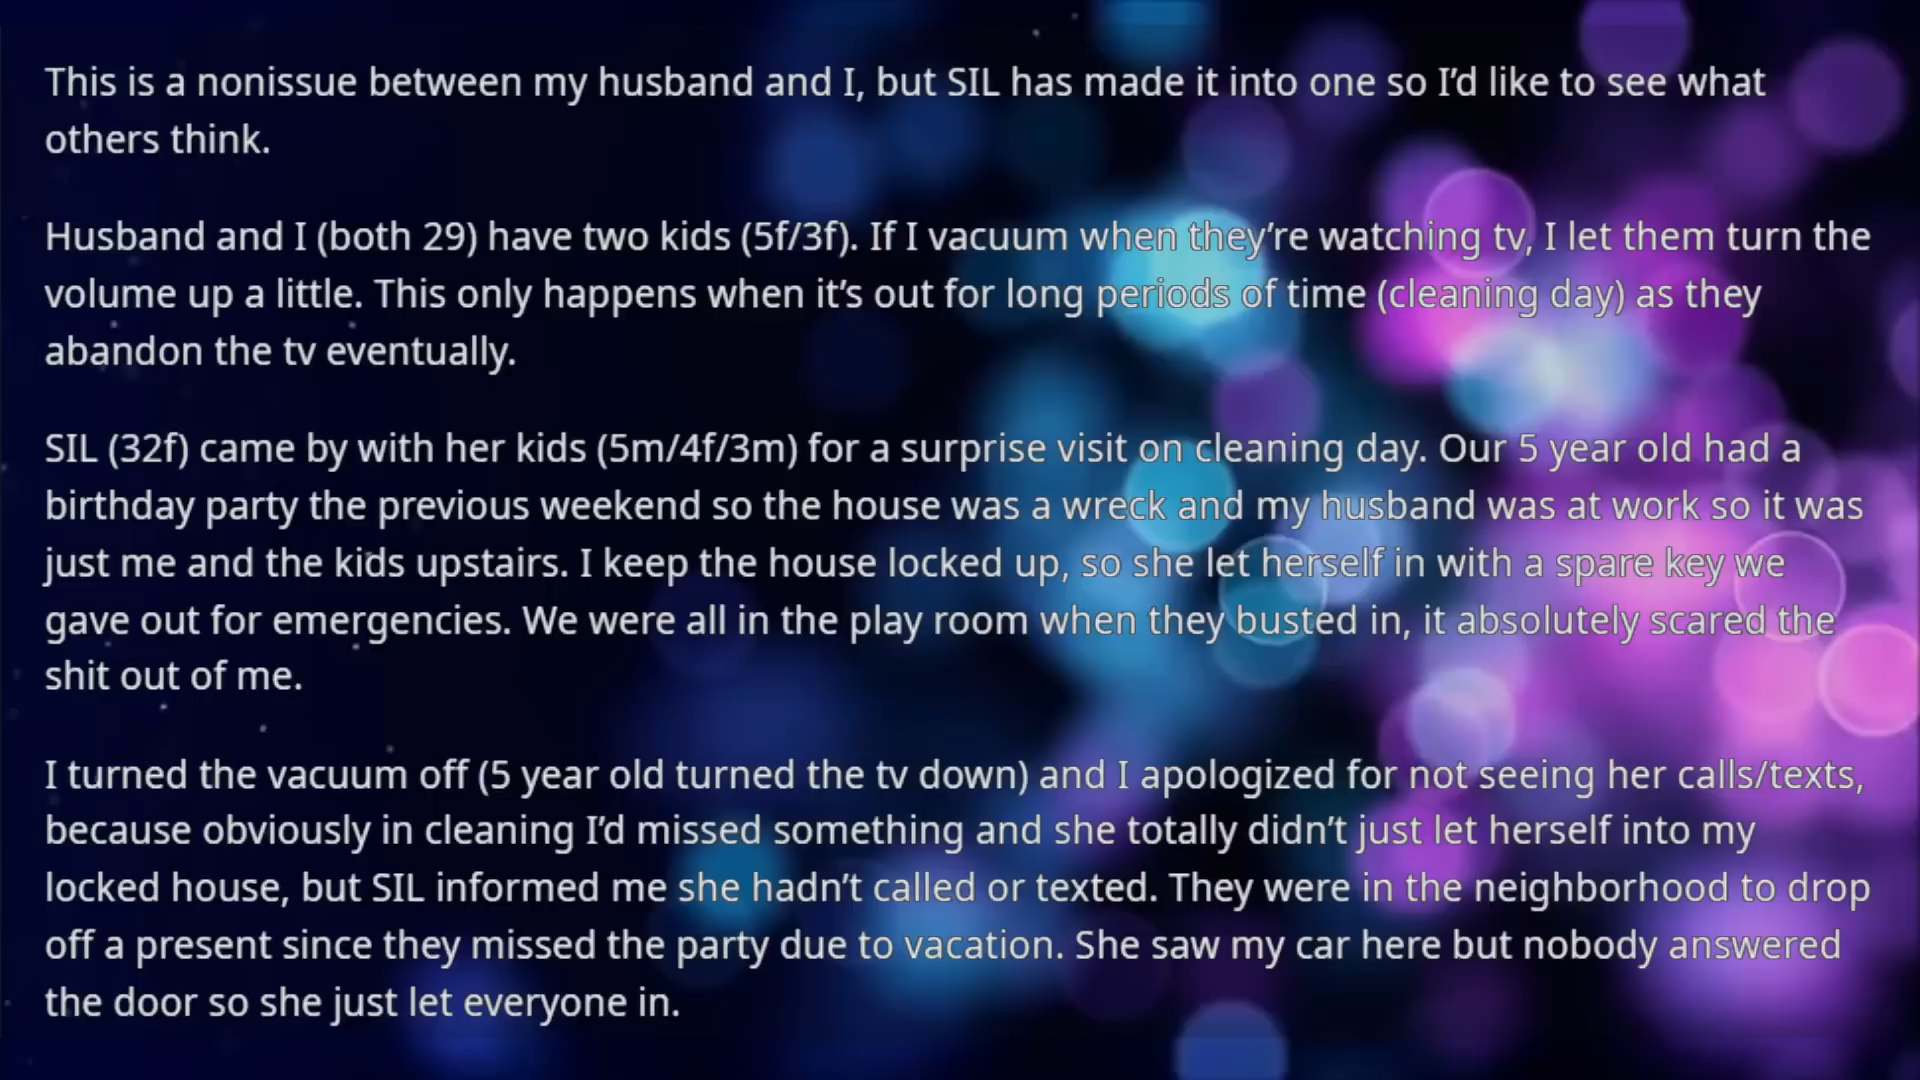 This is a nonissue between my husband and I, but SIL has made it into one so I’d like to see what
others think.
Husband and I (both 29) have two kids (5f/3f). If I vacuum when they’re watching tv, I let them turn the
volume up a little. This only happens when it’s out for long periods of time (cleaning day) as they
abandon the tv eventually.
SIL (32f) came by with her kids (5m/4f/3m) for a surprise visit on cleaning day. Our 5 year old had a
birthday party the previous weekend so the house was a wreck and my husband was at work so it was
just me and the kids upstairs. I keep the house locked up, so she let herself in with a spare key we
gave out for emergencies. We were all in the play room when they busted in, it absolutely scared the
shit out of me.
I turned the vacuum off (5 year old turned the tv down) and I apologized for not seeing her calls/texts,
because obviously in cleaning I’d missed something and she totally didn’t just let herself into my
locked house, but SIL informed me she hadn’t called or texted. They were in the neighborhood to drop
off a present since they missed the party due to vacation. She saw my car here but nobody answered
the door so she just let everyone in.